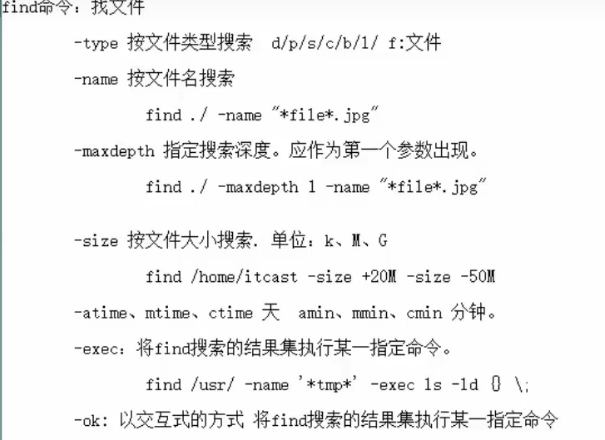 find命令：找文件
-type 按文件类型搜索 d/p/s/c/b/l/ f:文件
-name 按文件名搜索
find ./ -name "*file*.jpg"
-maxdepth 指定搜索深度。应作为第一个参数出现。
find ./ -maxdepth 1 -name "*file*.jpg"
-size 按文件大小搜索. 单位：k、M、G
find /home/itcast -size +20M -size -50M
-atime、mtime、ctime 天 amin、mmin、cmin 分钟。
-exec：将find搜索的结果集执行某一指定命令。
find /usr/ -name '*tmp*' -exec ls -ld {} \;
-ok: 以交互式的方式 将find搜索的结果集执行某一指定命令